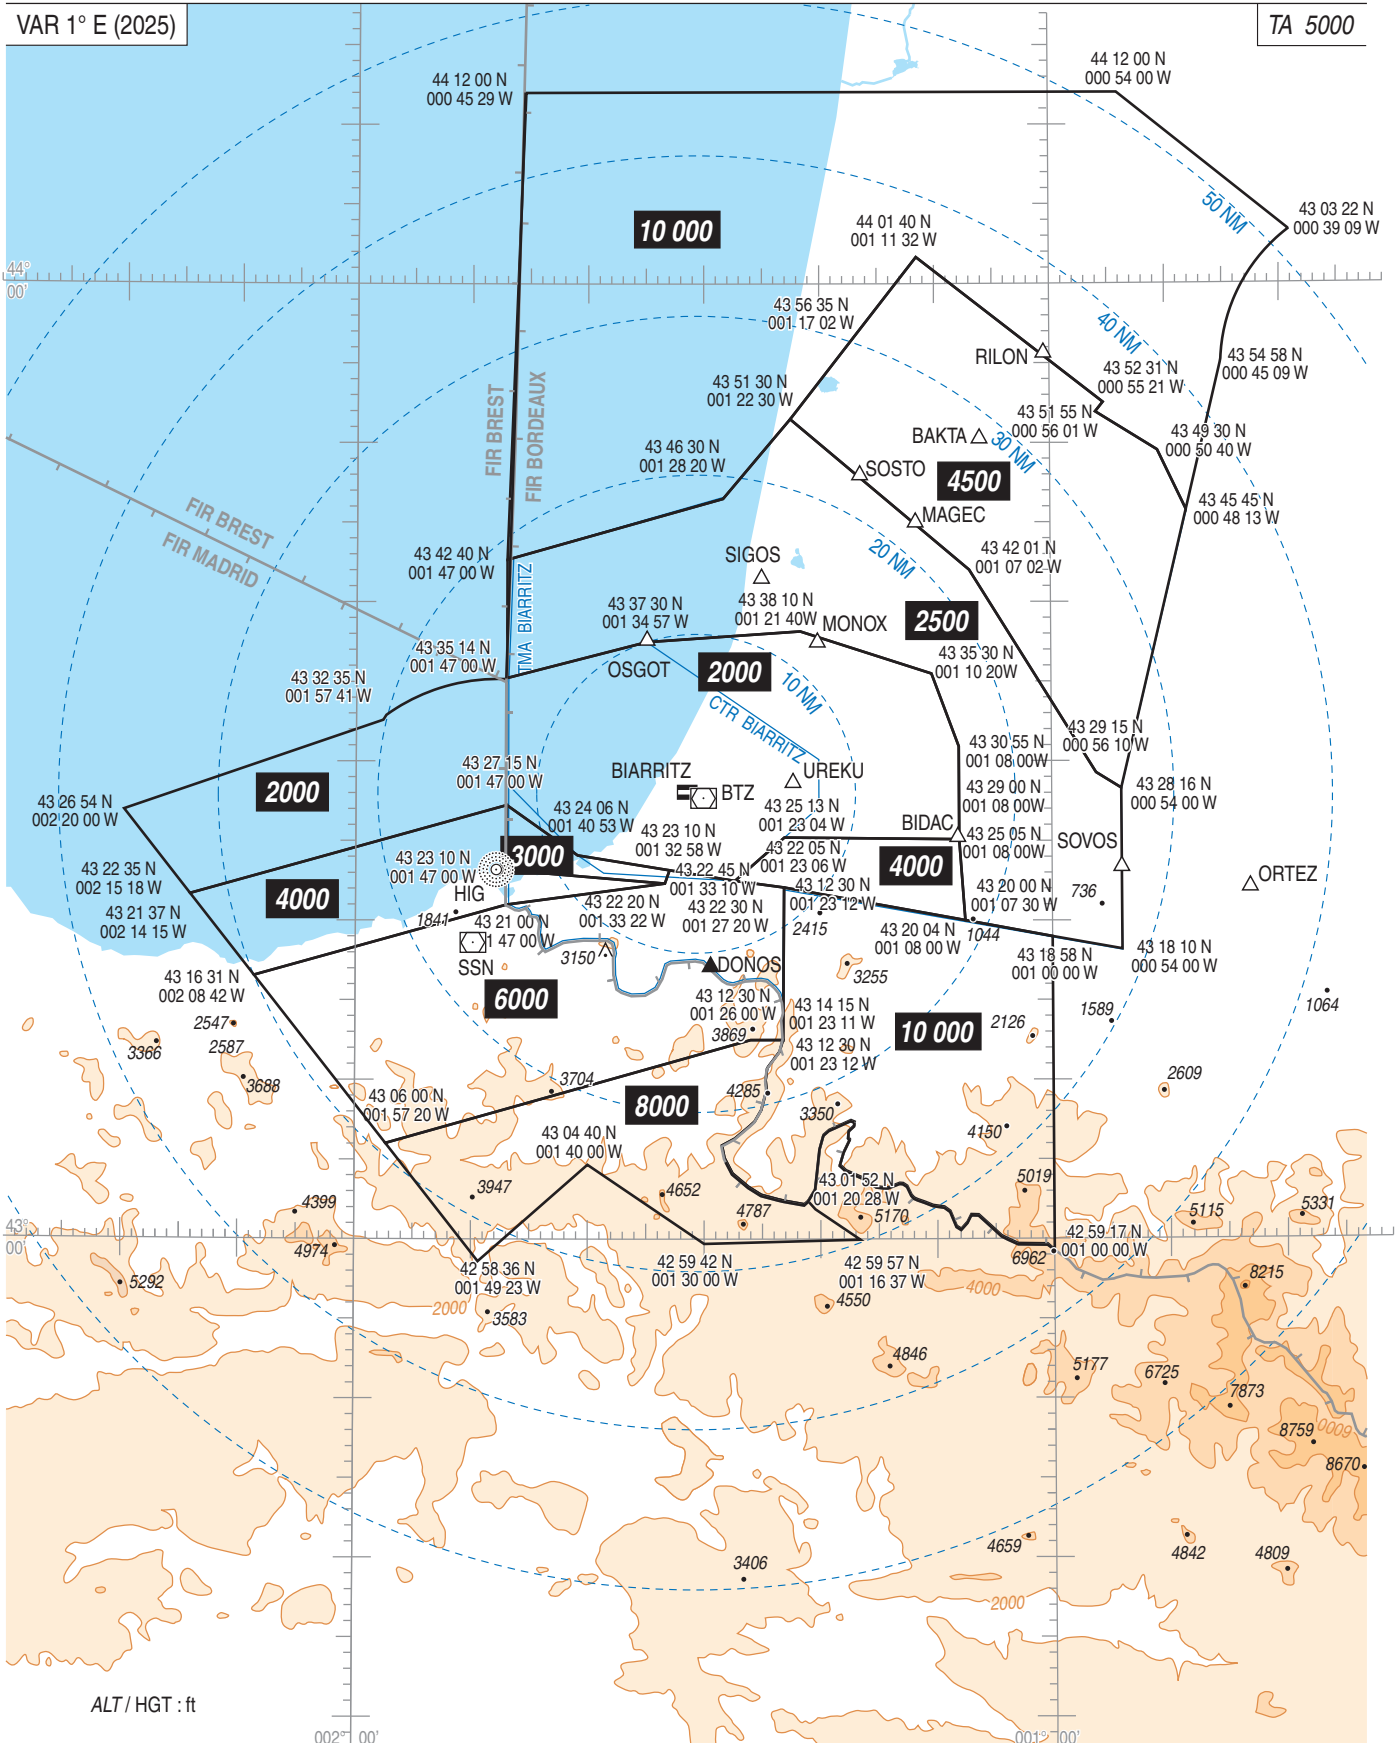 VAR 1° E (2025)
TA 5000
44 12 00 N
000 45 29 W
44 12 00 N
000 54 00 W
50 NM
43 03 22 N
000 39 09 W
10 000
44 01 40 N
001 11 32 W
44°
00'
43 56 35 N
001 17 02 W
40 NM
RILON
43 54 58 N
000 45 09 W
43 52 31 N
000 55 21 W
FIR BREST
FIR BORDEAUX
43 51 30 N
001 22 30 W
43 51 55 N
000 56 01 W
BAKTA
30 NM
43 49 30 N
000 50 40 W
43 46 30 N
001 28 20 W
SOSTO
4500
43 45 45 N
000 48 13 W
FIR BREST
FIR MADRID
MAGEC
43 42 40 N
001 47 00 W
TMA BIARRITZ
SIGOS
20 NM
43 42 01 N
001 07 02 W
43 37 30 N
001 34 57 W
43 38 10 N
001 21 40W
MONOX
2500
43 35 14 N
001 47 00 W
OSGOT
2000
10 NM
43 35 30 N
001 10 20W
43 32 35 N
001 57 41 W
CTR BIARRITZ
43 29 15 N
000 56 10 W
43 30 55 N
001 08 00W
43 27 15 N
001 47 00 W
BIARRITZ
BTZ
UREKU
43 29 00 N
001 08 00W
43 28 16 N
000 54 00 W
2000
43 26 54 N
002 20 00 W
43 24 06 N
001 40 53 W
43 25 13 N
001 23 04 W
BIDAC
43 25 05 N
001 08 00W
SOVOS
43 23 10 N
001 32 58 W
43 22 05 N
001 23 06 W
4000
43 23 10 N
001 47 00 W
3000
HIG
43 22 45 N
001 33 10 W
ORTEZ
43 22 35 N
002 15 18 W
4000
43 12 30 N
001 23 12 W
43 20 00 N
001 07 30 W
736
43 21 37 N
002 14 15 W
1841
43 21 00 N
1 47 00 W
43 22 20 N
001 33 22 W
43 22 30 N
001 27 20 W
2415
43 20 04 N
001 08 00 W
1044
43 18 58 N
001 00 00 W
43 18 10 N
000 54 00 W
SSN
3150
DONOS
3255
43 16 31 N
002 08 42 W
6000
43 12 30 N
001 26 00 W
43 14 15 N
001 23 11 W
10 000
1589
1064
2547
3366
2587
3869
43 12 30 N
001 23 12 W
2126
3688
3704
4285
2609
43 06 00 N
001 57 20 W
8000
3350
4150
43 04 40 N
001 40 00 W
3947
4652
43 01 52 N
001 20 28 W
5019
4399
4787
5170
5115
5331
43°
00'
4974
42 59 17 N
001 00 00 W
6962
5292
42 58 36 N
001 49 23 W
42 59 42 N
001 30 00 W
42 59 57 N
001 16 37 W
8215
4000
2000
3583
4550
4846
5177
6725
7873
8759
6000
8670
4659
4842
4809
3406
2000
ALT / HGT : ft
002° 00'
001° 00'